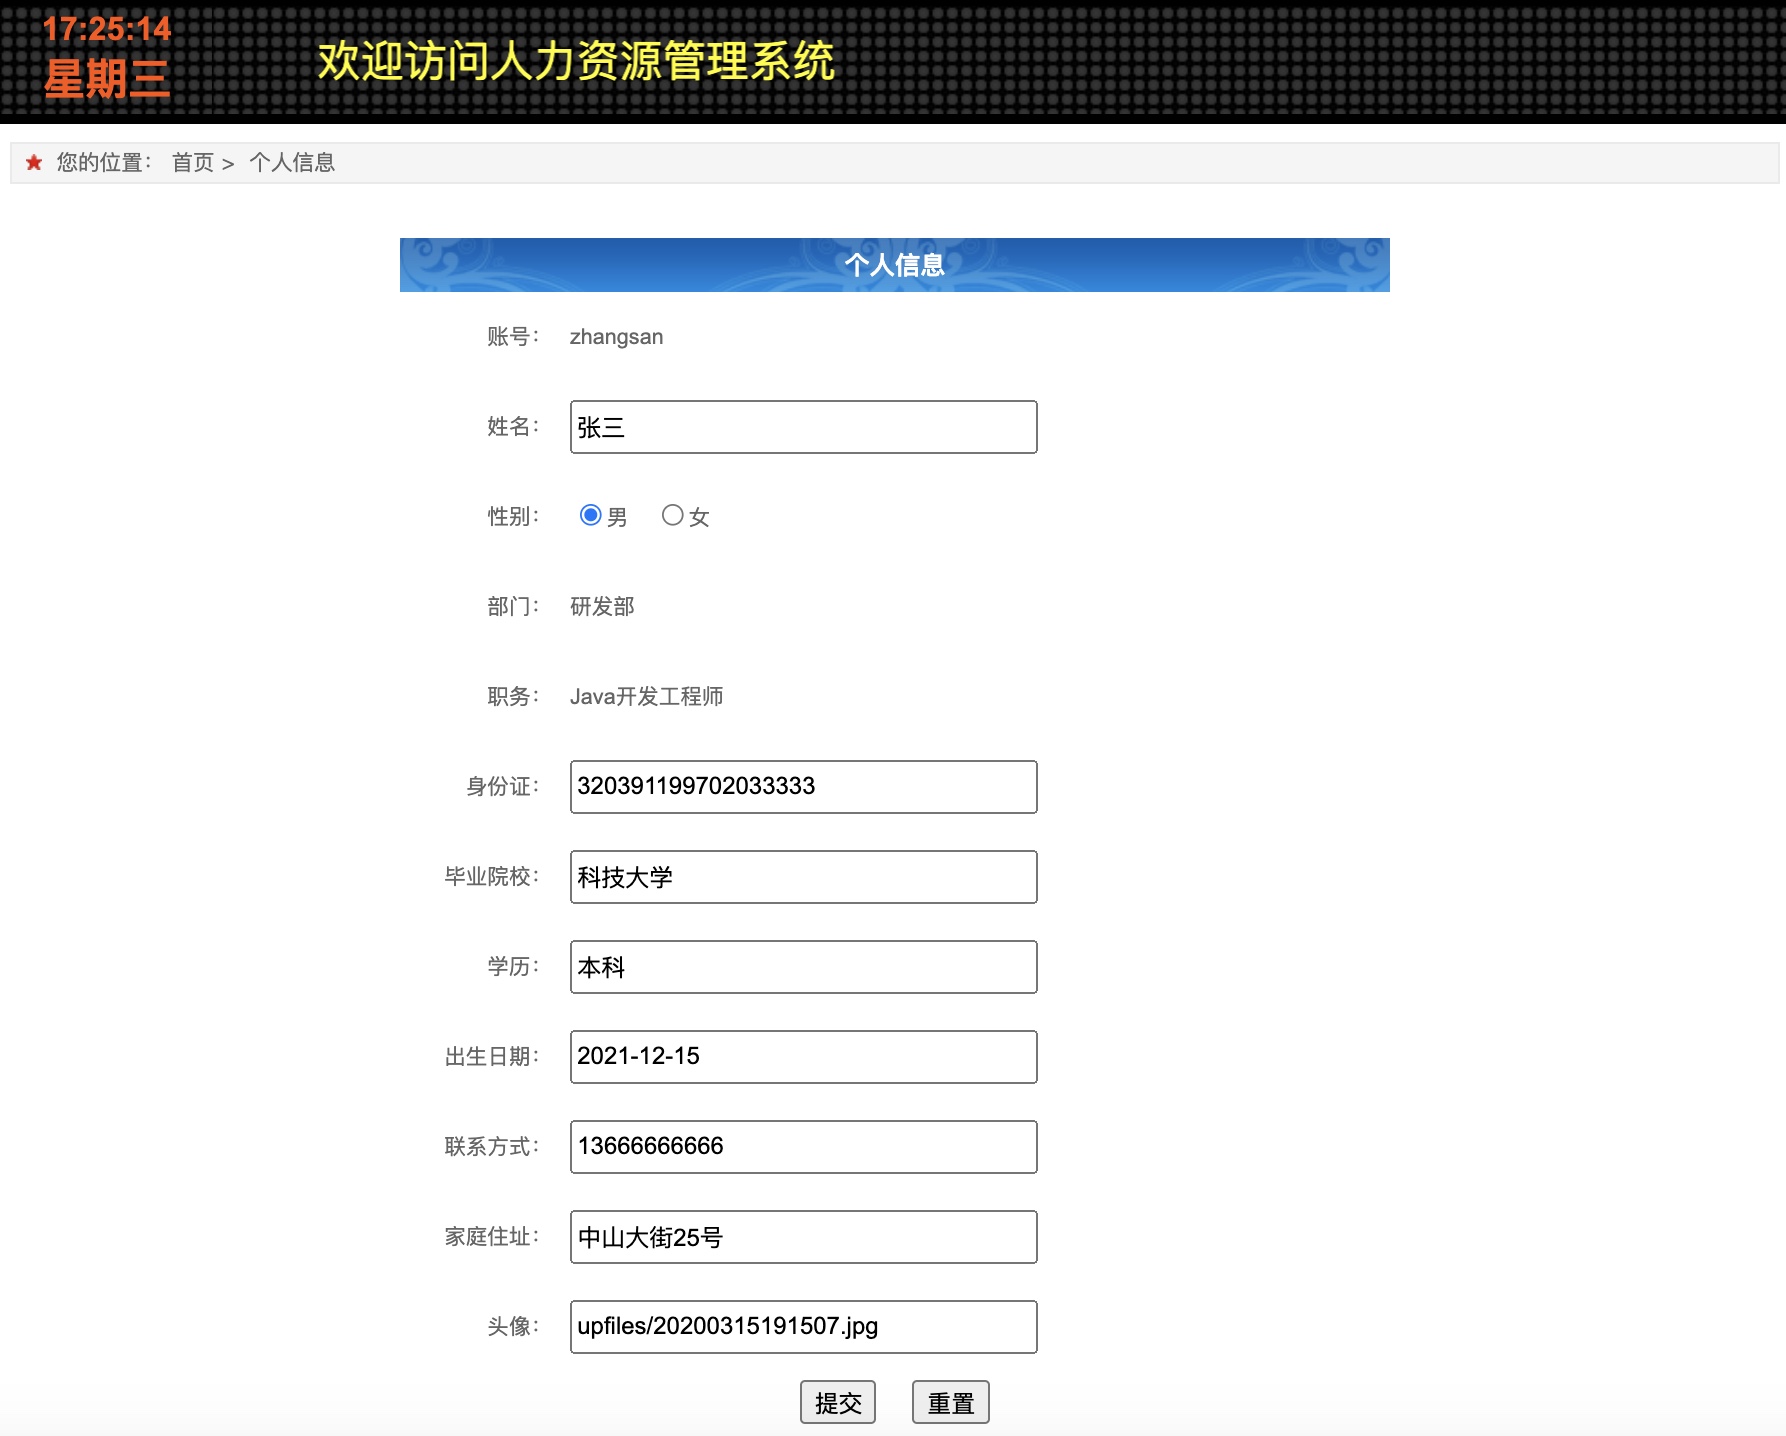 17:25:14
星期三
欢迎访问人力资源管理系统
您的位置： 首页 > 个人信息
个人信息
账号： zhangsan
姓名： 张三
性别： 男 女
部门： 研发部
职务： Java开发工程师
身份证： 320391199702033333
毕业院校： 科技大学
学历： 本科
出生日期： 2021-12-15
联系方式： 13666666666
家庭住址： 中山大街25号
头像： upfiles/20200315191507.jpg
提交 重置